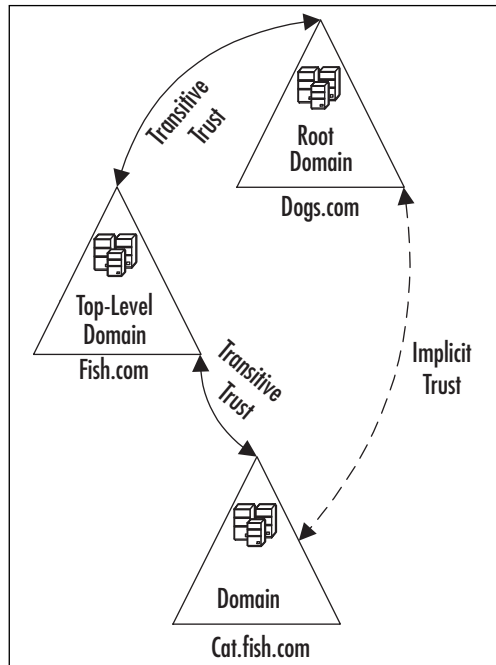 Transitive
Trust
Root
Domain
Dogs.com
Top-Level
Domain
Fish.com
Transitive
Trust
Implicit
Trust
Domain
Cat.fish.com